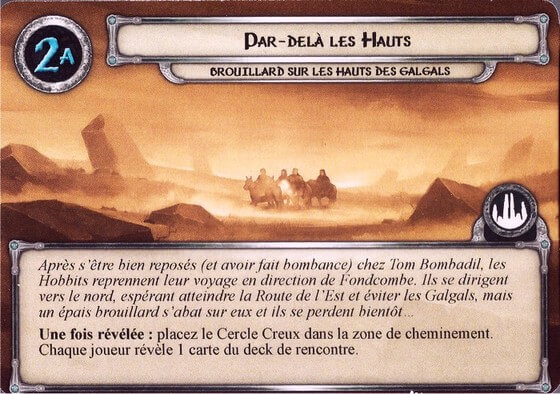 2A
Par-delà les Hauts
Brouillard sur les Hauts des Galgals
Après s'être bien reposés (et avoir fait bombance) chez Tom Bombadil, les
Hobbits reprennent leur voyage en direction de Fondcombe. Ils se dirigent
vers le nord, espérant atteindre la Route de l'Est et éviter les Galgals, mais
un épais brouillard s'abat sur eux et ils se perdent bientôt…
Une fois révélée : placez le Cercle Creux dans la zone de cheminement.
Chaque joueur révèle 1 carte du deck de rencontre.